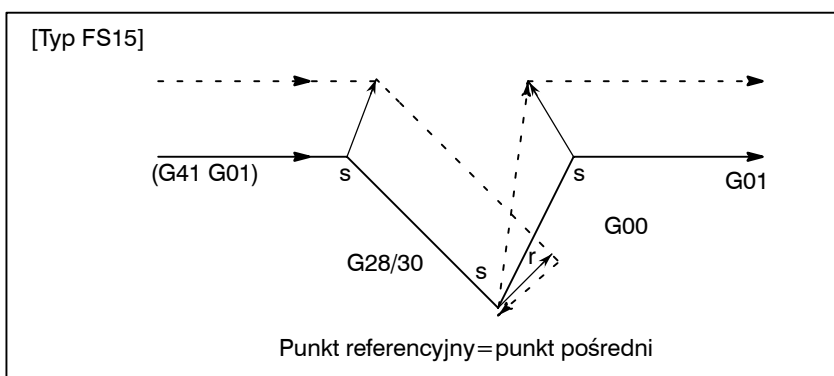 [Typ FS15]
(G41 G01)
s
s
G01
G00
G28/30
s
r
Punkt referencyjny=punkt pośredni